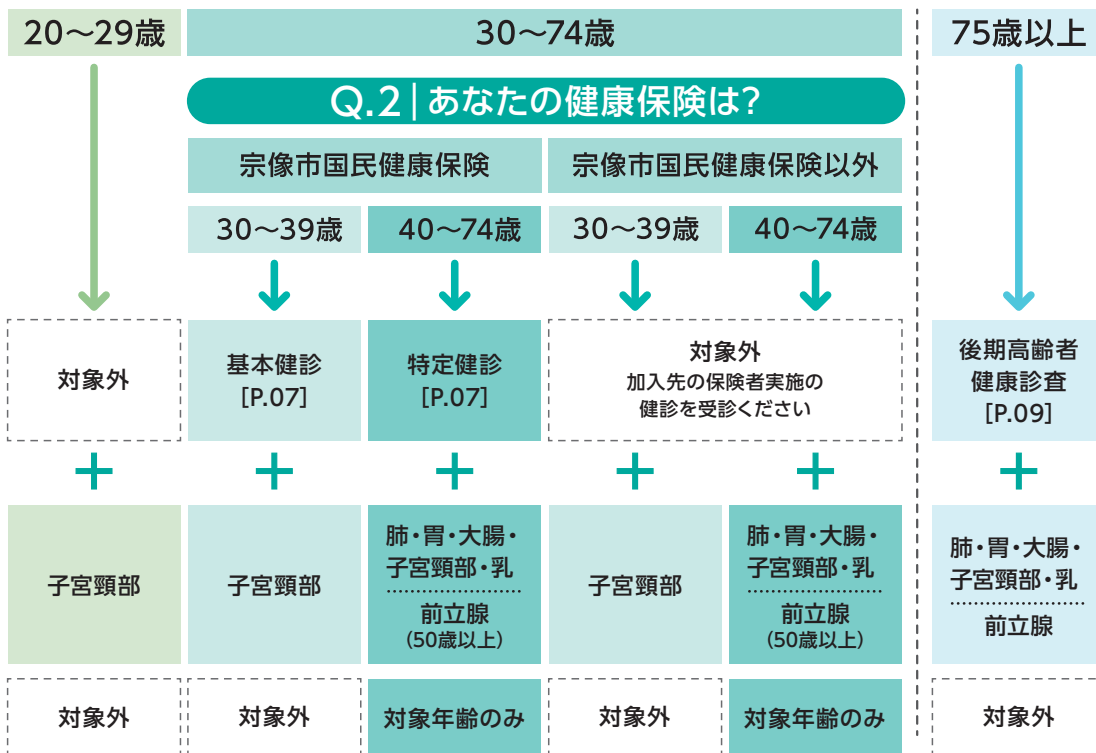 20～29歳
30～74歳
75歳以上
Q.2|あなたの健康保険は?
宗像市国民健康保険
宗像市国民健康保険以外
30～39歳
40～74歳
30～39歳
40～74歳
対象外
基本健診
[P.07]
特定健診
[P.07]
対象外
加入先の保険者実施の
健診を受診ください
後期高齢者
健康診査
[P.09]
+
+
+
+
+
+
子宮頸部
子宮頸部
肺・胃・大腸・
子宮頸部・乳
前立腺
(50歳以上)
子宮頸部
肺・胃・大腸・
子宮頸部・乳
前立腺
(50歳以上)
肺・胃・大腸・
子宮頸部・乳
前立腺
対象外
対象外
対象年齢のみ
対象外
対象年齢のみ
対象外